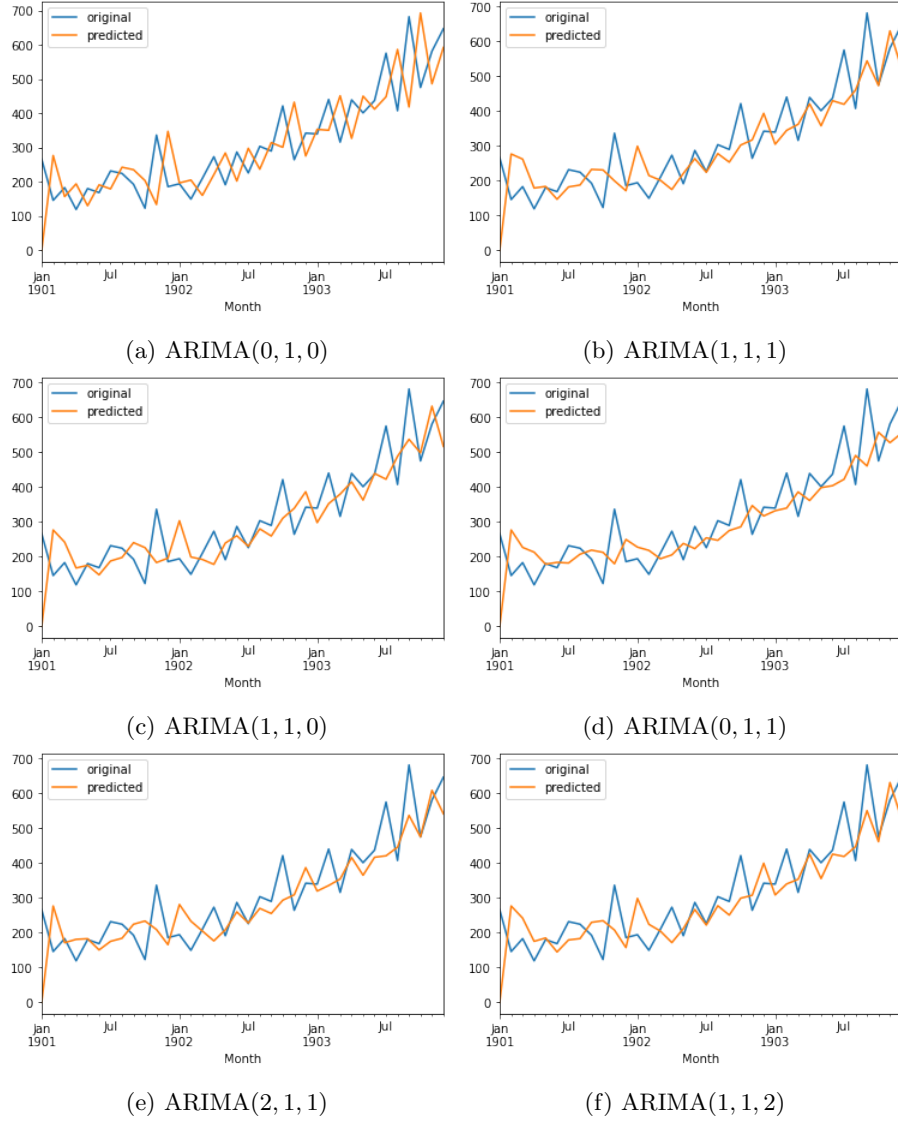 700
600
500
400
300
200
100
0
original
predicted
Jan
1901
Jul
Jan
1902
Jul
Jan
1903
Jul
Month
(a) ARIMA(0, 1, 0)
700
600
500
400
300
200
100
0
original
predicted
Jan
1901
Jul
Jan
1902
Jul
Jan
1903
Jul
Month
(b) ARIMA(1, 1, 1)
700
600
500
400
300
200
100
0
original
predicted
Jan
1901
Jul
Jan
1902
Jul
Jan
1903
Jul
Month
(c) ARIMA(1, 1, 0)
700
600
500
400
300
200
100
0
original
predicted
Jan
1901
Jul
Jan
1902
Jul
Jan
1903
Jul
Month
(d) ARIMA(0, 1, 1)
700
600
500
400
300
200
100
0
original
predicted
Jan
1901
Jul
Jan
1902
Jul
Jan
1903
Jul
Month
(e) ARIMA(2, 1, 1)
700
600
500
400
300
200
100
0
original
predicted
Jan
1901
Jul
Jan
1902
Jul
Jan
1903
Jul
Month
(f) ARIMA(1, 1, 2)